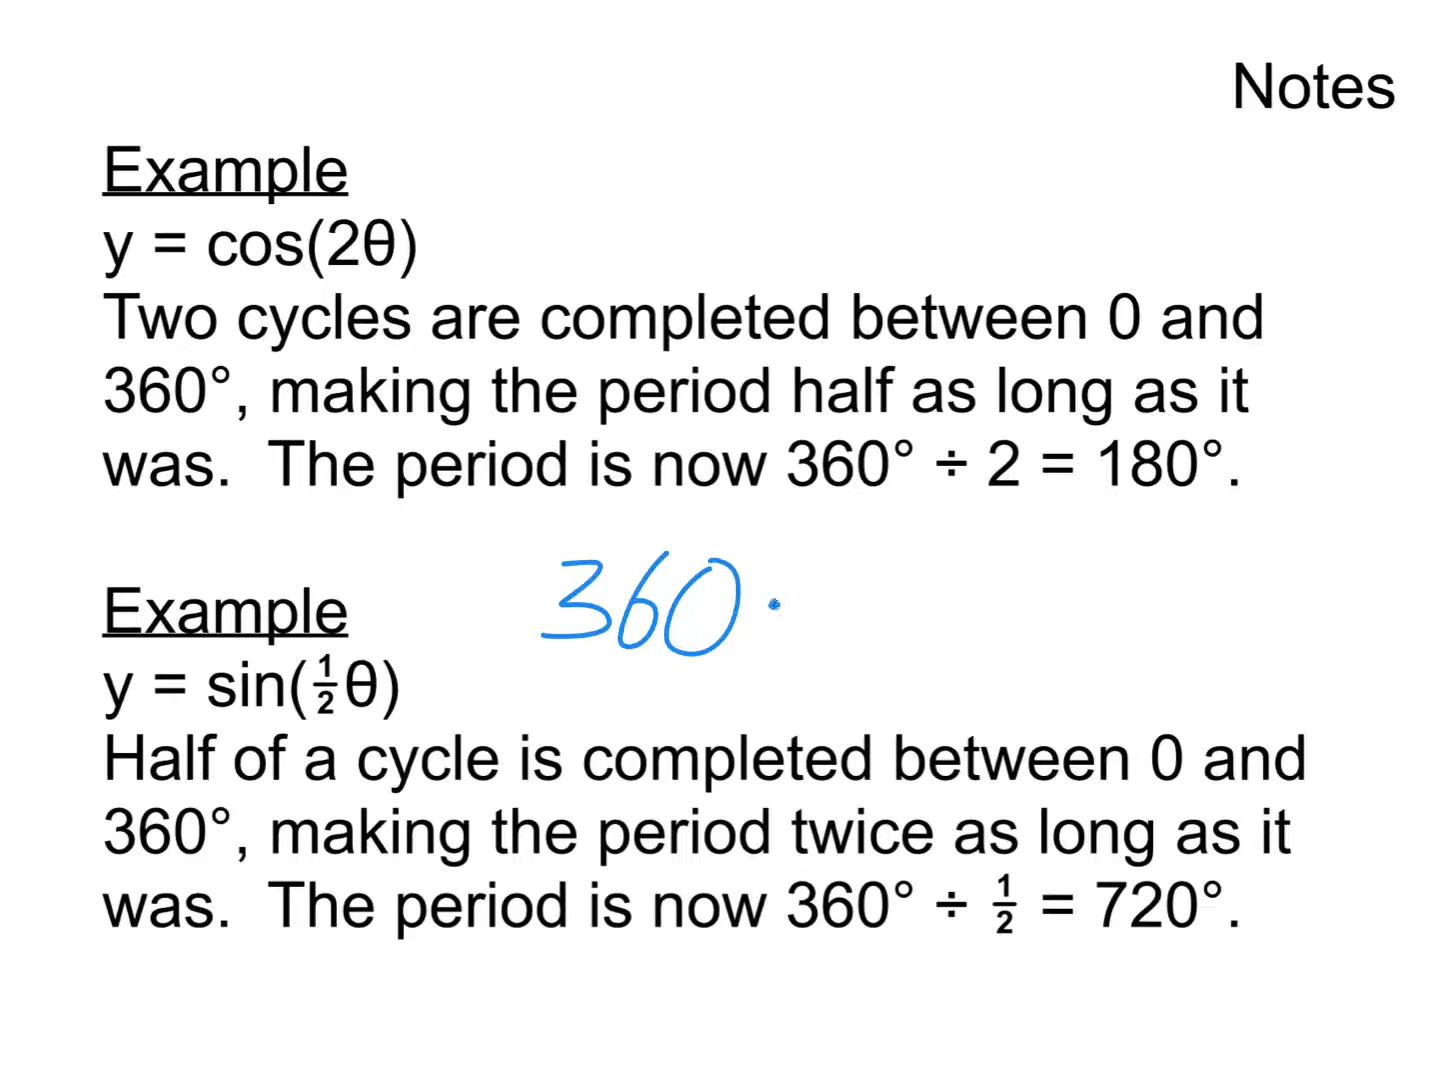 Notes
Example
y = cos(2θ)
Two cycles are completed between 0 and
360°, making the period half as long as it
was.  The period is now 360° ÷ 2 = 180°.
360 ·
Example
y = sin(½θ)
Half of a cycle is completed between 0 and
360°, making the period twice as long as it
was.  The period is now 360° ÷ ½ = 720°.